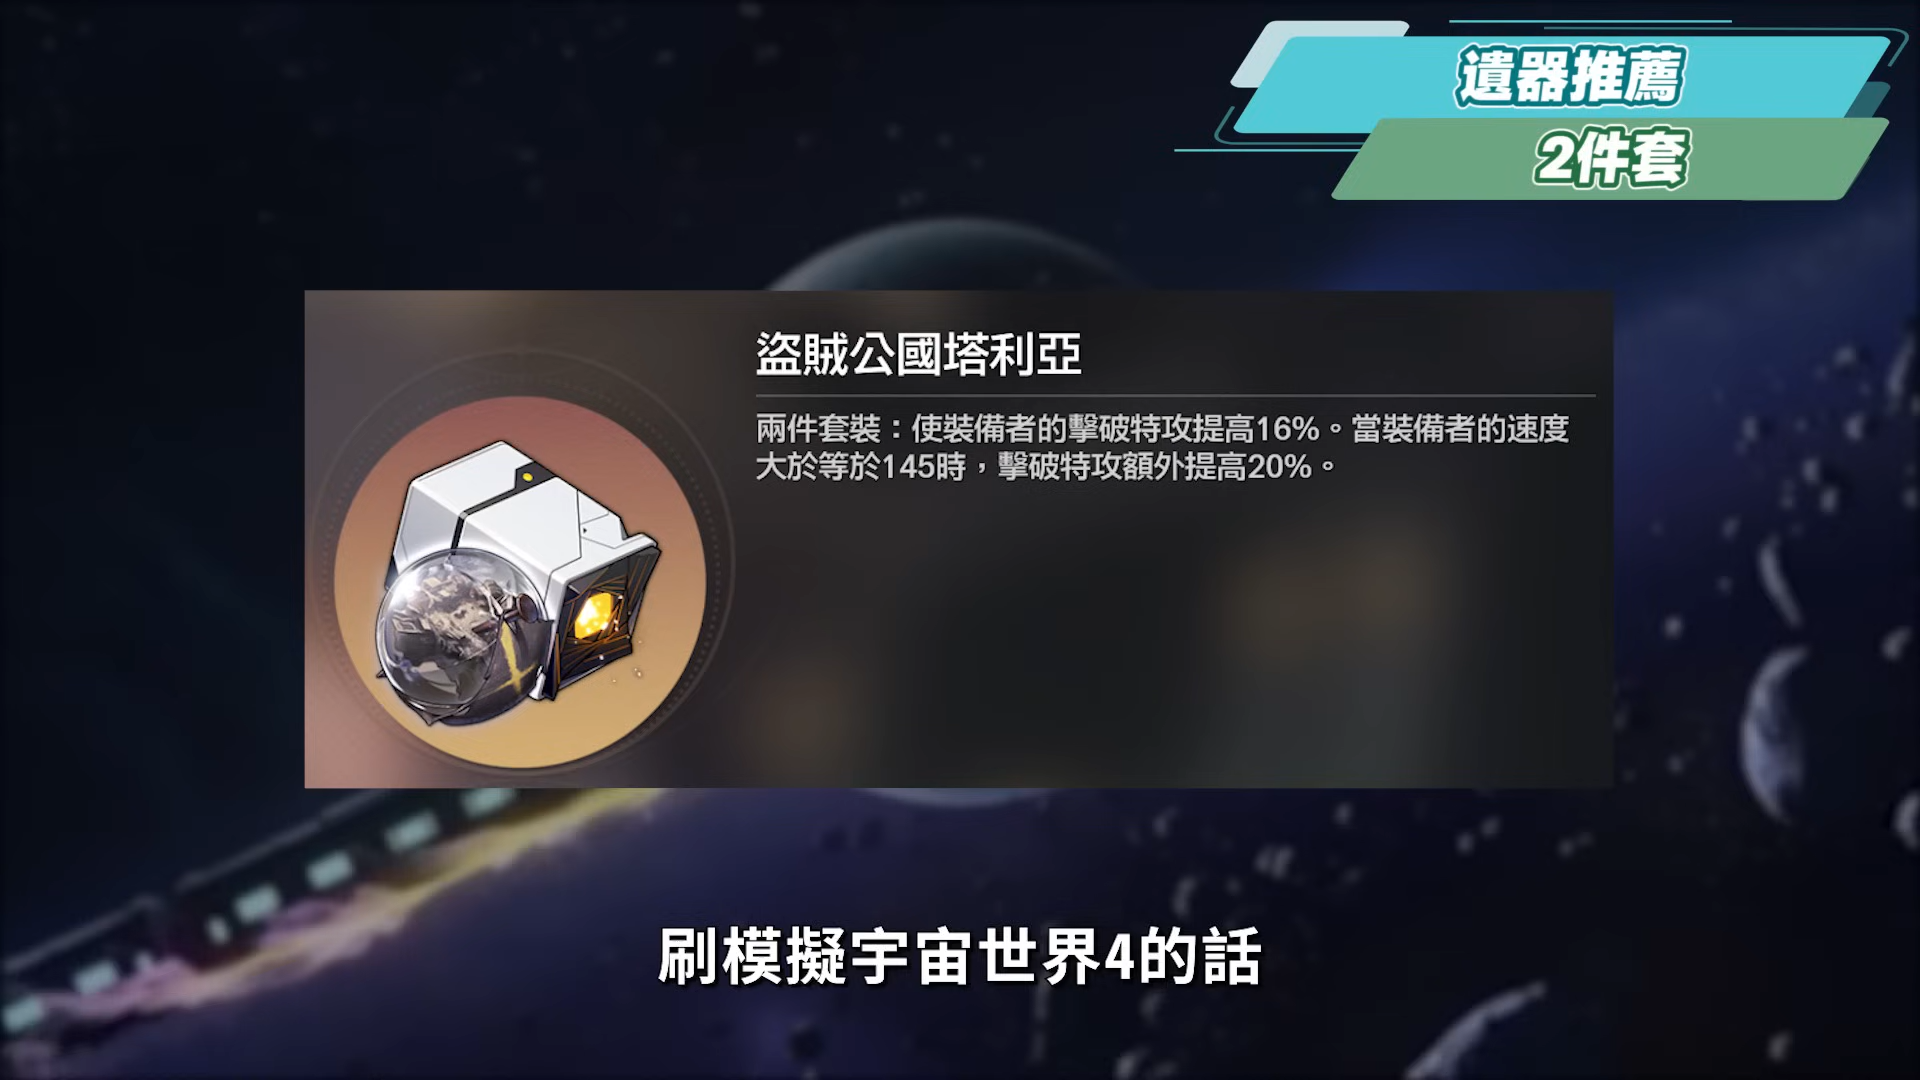 遺器推薦
2件套
盜賊公國塔利亞
兩件套裝：使裝備者的擊破特攻提高16%。當裝備者的速度
大於等於145時，擊破特攻額外提高20%。
刷模擬宇宙世界4的話